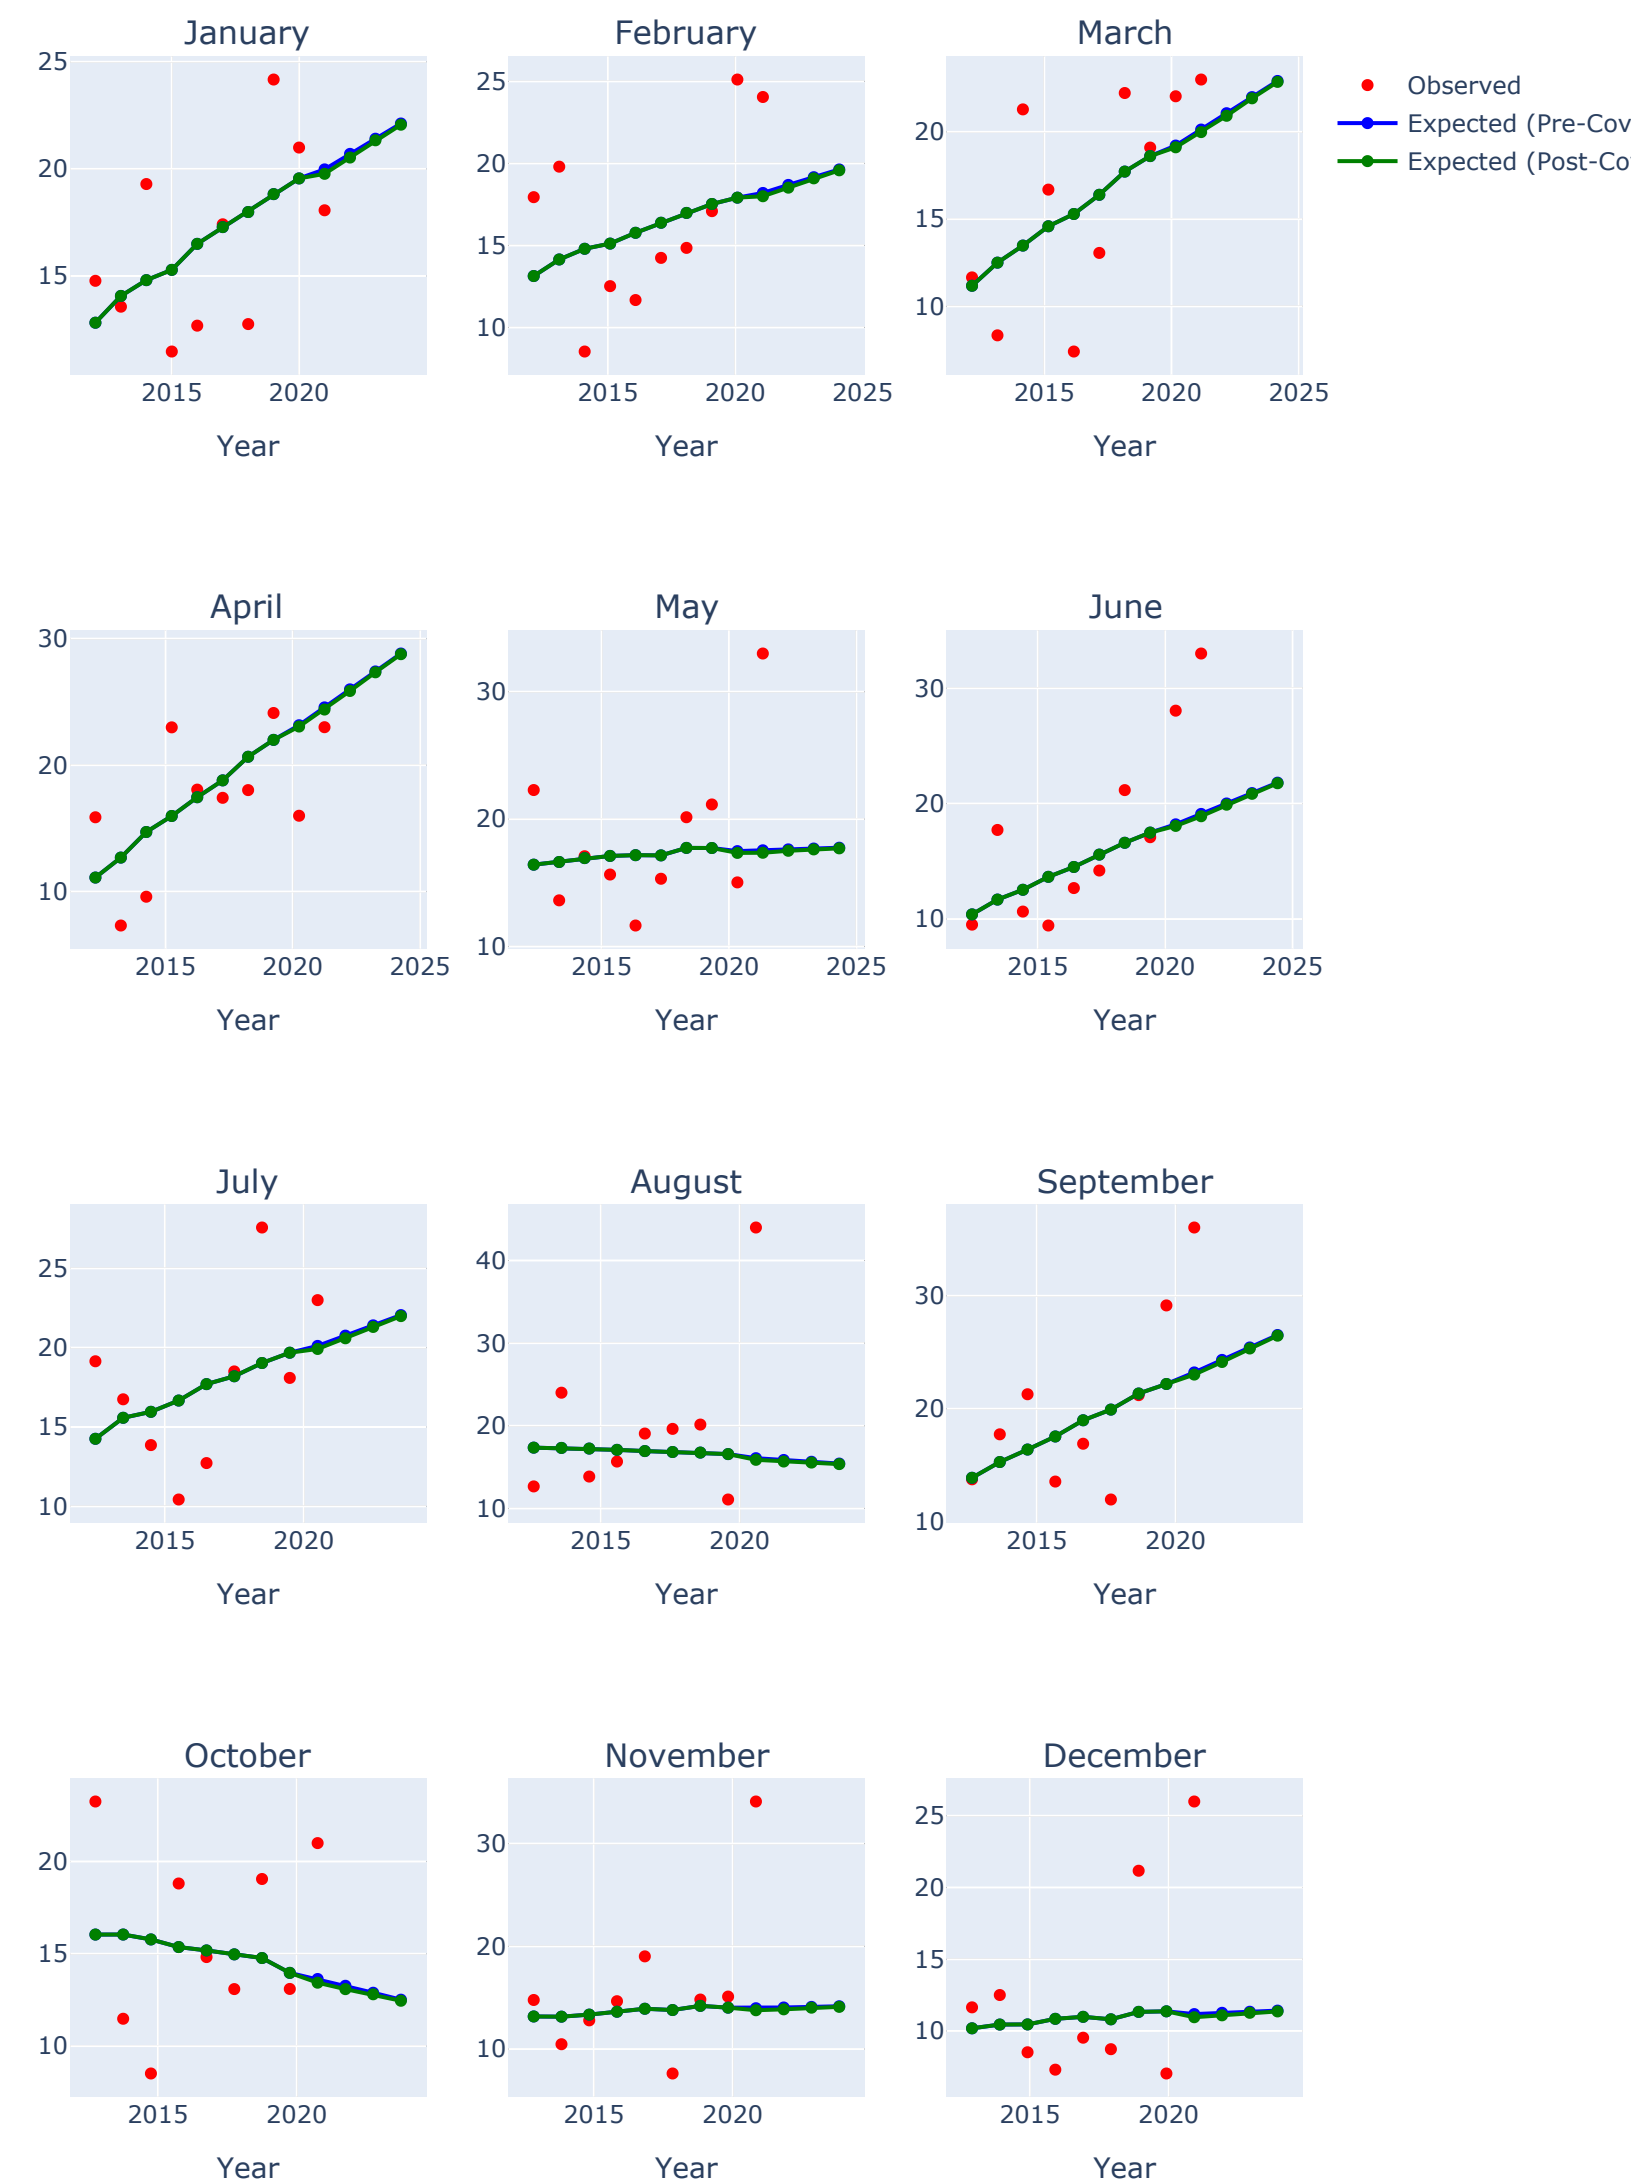 January
February
March
25
20
15
2015
2020
Year
25
20
15
10
2015
2020
2025
Year
20
15
10
2015
2020
2025
Year
Observed
Expected (Pre-Cov
Expected (Post-Co
April
May
June
30
20
10
2015
2020
2025
Year
30
20
10
2015
2020
2025
Year
30
20
10
2015
2020
2025
Year
July
August
September
25
20
15
10
2015
2020
Year
40
30
20
10
2015
2020
Year
30
20
10
2015
2020
Year
October
November
December
20
15
10
2015
2020
Year
30
20
10
2015
2020
Year
25
20
15
10
2015
2020
Year